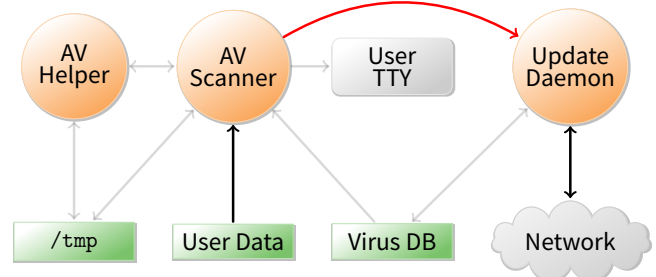 AV
Helper
AV
Scanner
User
TTY
Update
Daemon
/tmp
User Data
Virus DB
Network